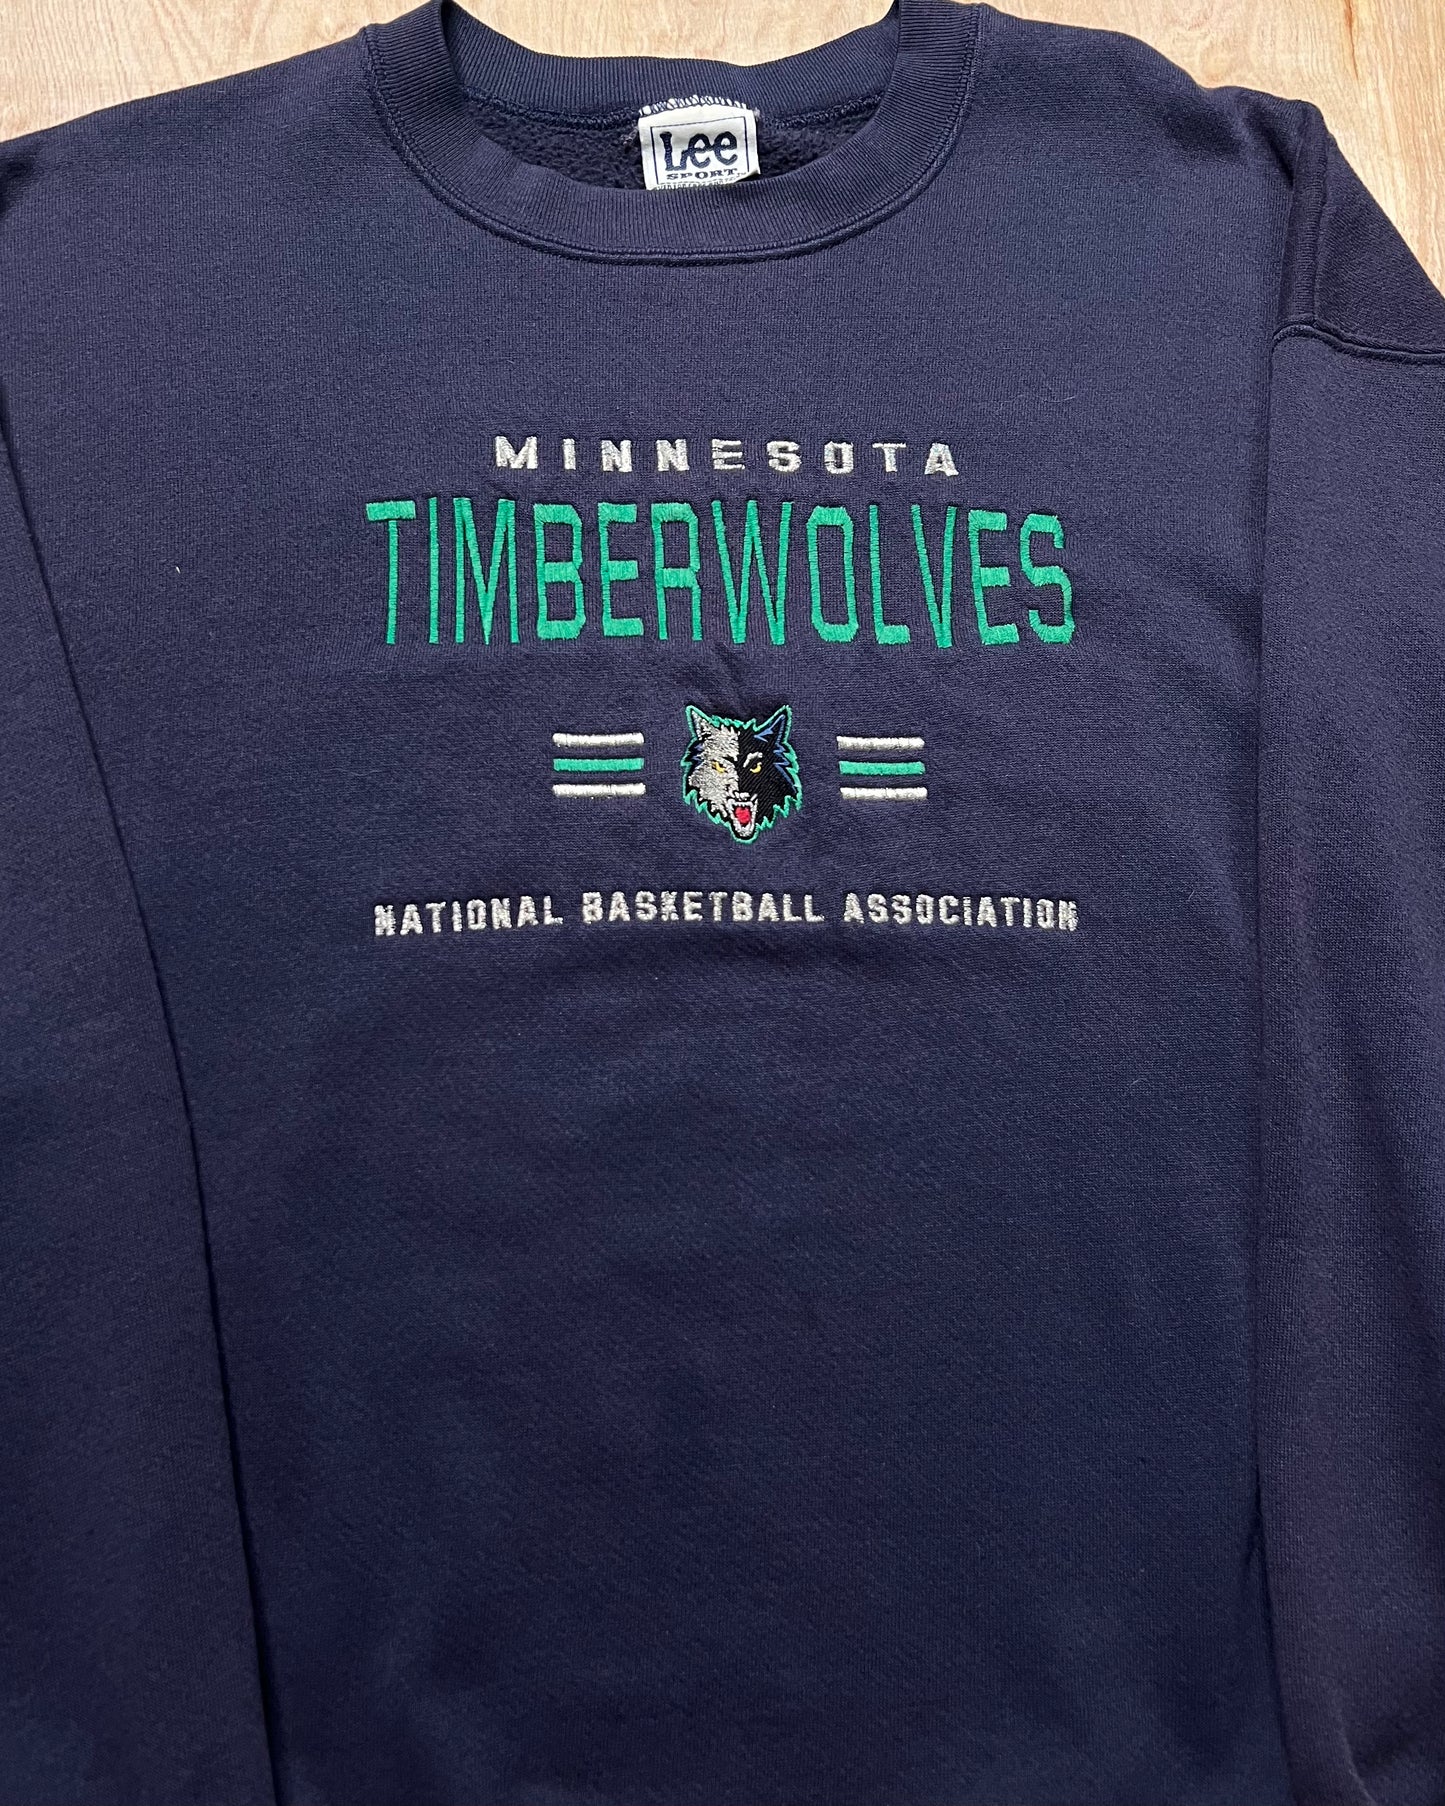 Lee
SPORT
MINNESOTA
TIMBERWOLVES
NATIONAL BASKETBALL ASSOCIATION